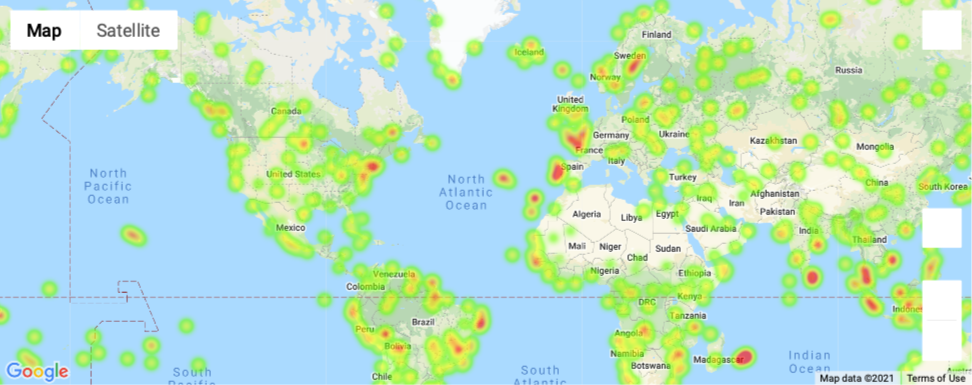 Map
Satellite
Finland
Iceland
Sweden
Russia
Norway
Canada
United
Kingdom
Poland
Germany
Ukraine
Kazakhstan
Mongolia
France
Italy
Spain
United States
Turkey
China
South Korea
North
Pacific
Ocean
North
Atlantic
Ocean
Afghanistan
Iraq
Iran
Pakistan
Algeria
Libya
Egypt
Saudi Arabia
Mexico
India
Thailand
Mali
Niger
Chad
Sudan
Nigeria
Ethiopia
Venezuela
Colombia
DRC
Kenya
Indone
Tanzania
Brazil
Peru
Angola
Bolivia
Namibia
Botswana
Madagascar
Indian
Ocean
Chile
South
Pacific
South
Atlantic
Google
Map data ©2021
Terms of Use